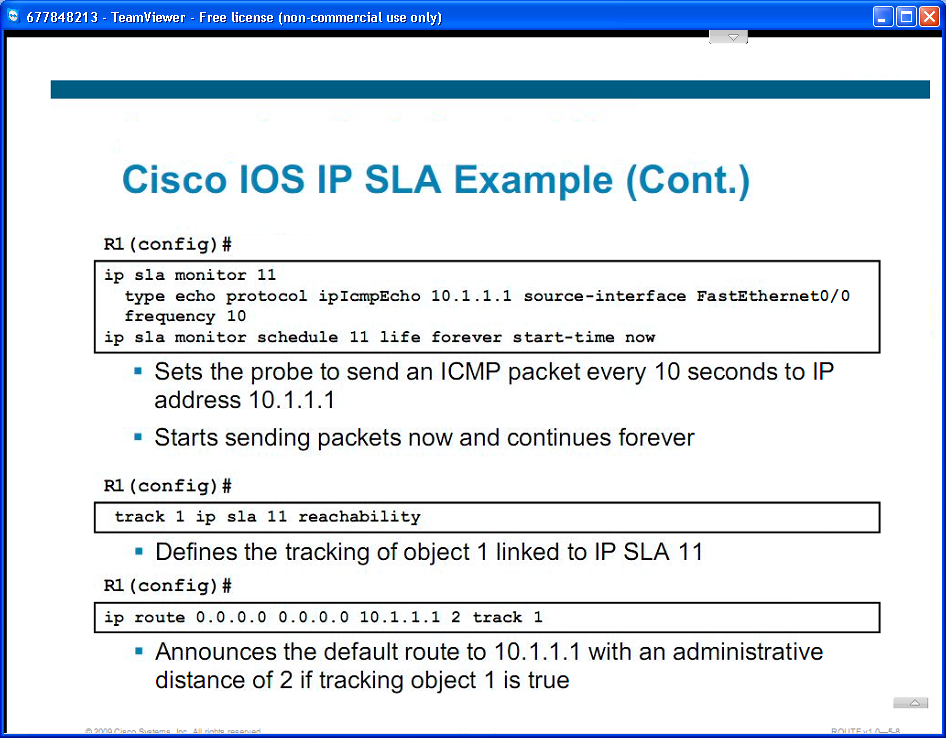 677848213 - TeamViewer - Free license (non-commercial use only)
Cisco IOS IP SLA Example (Cont.)
R1(config)#
ip sla monitor 11
type echo protocol ipIcmpEcho 10.1.1.1 source-interface FastEthernet0/0
frequency 10
ip sla monitor schedule 11 life forever start-time now
▪ Sets the probe to send an ICMP packet every 10 seconds to IP
address 10.1.1.1
▪ Starts sending packets now and continues forever
R1(config)#
track 1 ip sla 11 reachability
▪ Defines the tracking of object 1 linked to IP SLA 11
R1(config)#
ip route 0.0.0.0 0.0.0.0 10.1.1.1 2 track 1
▪ Announces the default route to 10.1.1.1 with an administrative
distance of 2 if tracking object 1 is true
© 2009 Cisco Systems, Inc. All rights reserved.
ROUTE v1.0—5-8